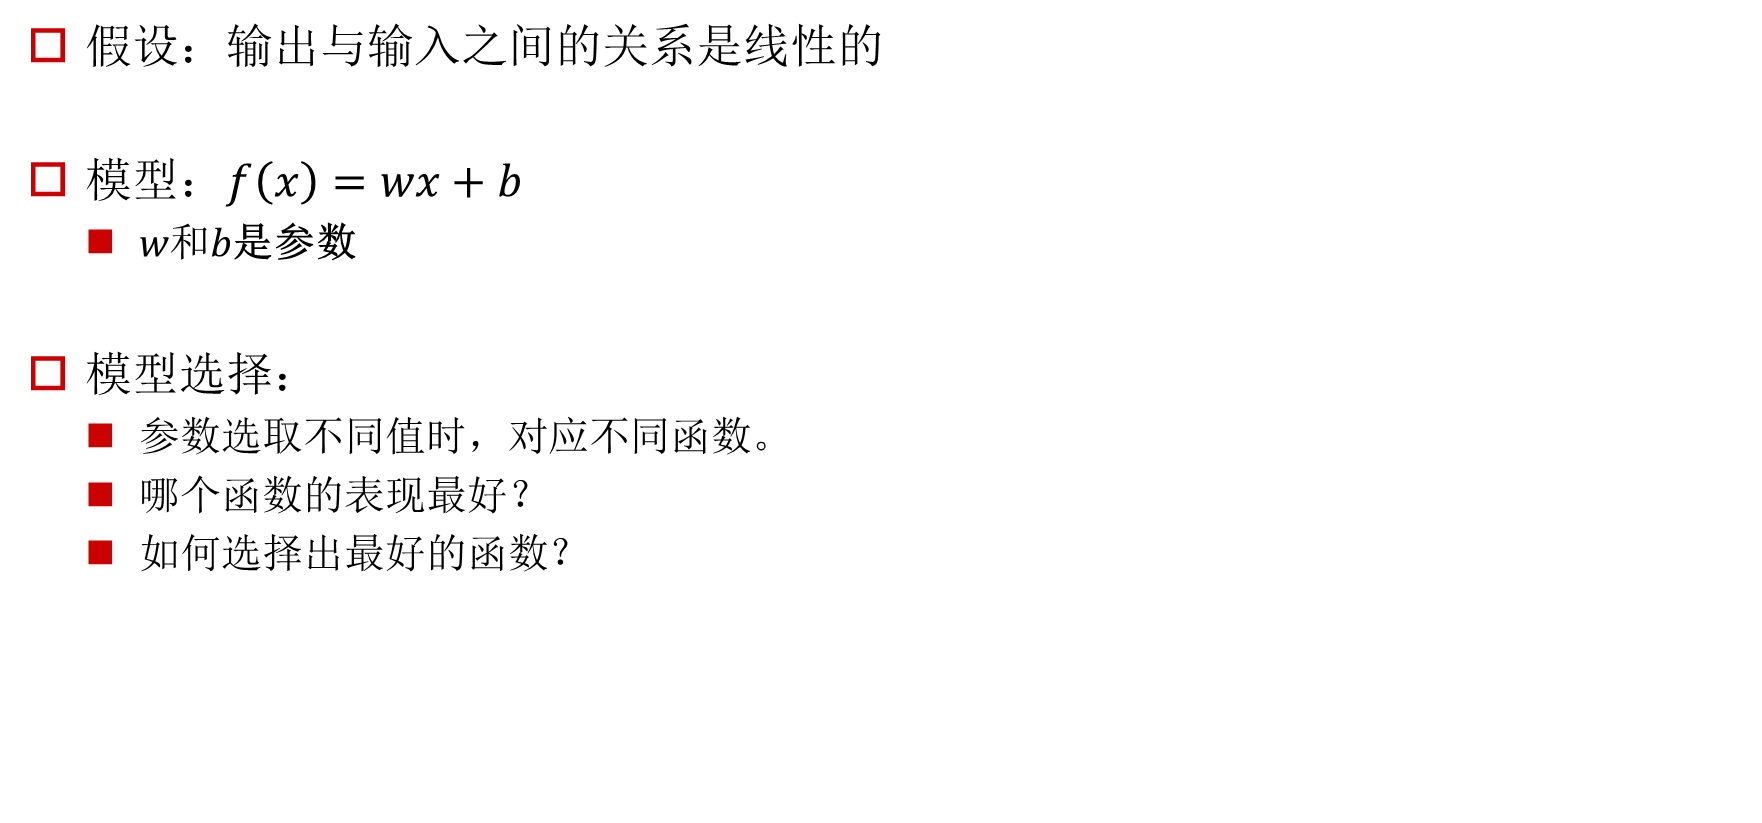 假设：输出与输入之间的关系是线性的
模型：f(x) = wx + b
w和b是参数
模型选择：
参数选取不同值时，对应不同函数。
哪个函数的表现最好？
如何选择出最好的函数？